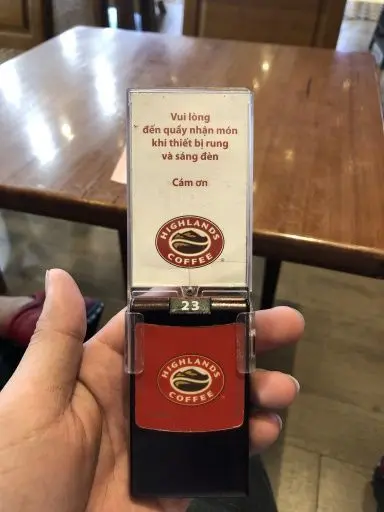 Vui lòng
đến quầy nhận món
khi thiết bị rung
và sáng đèn
Cám ơn
HIGHLANDS
COFFEE
23
HIGHLANDS
COFFEE